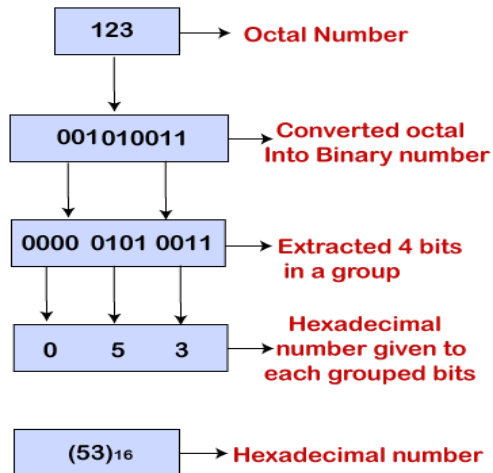 123
Octal Number
001010011
Converted octal
Into Binary number
0000 0101 0011
Extracted 4 bits
in a group
0 5 3
Hexadecimal
number given to
each grouped bits
(53)16
Hexadecimal number